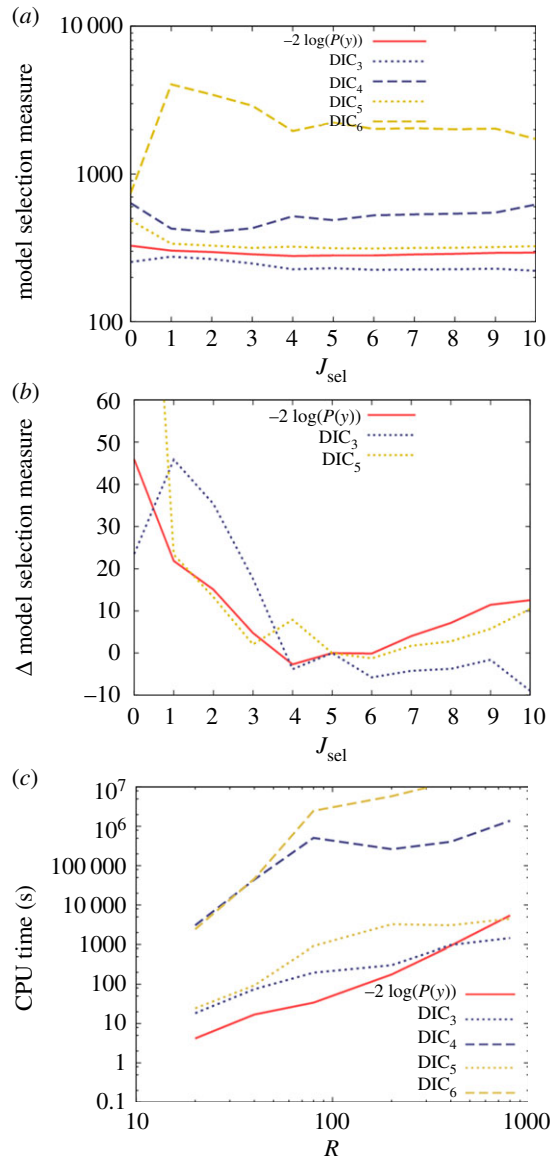 (a)
10 000
1000
100
model selection measure
–2 log(P(y))
DIC₃
DIC₄
DIC₅
DIC₆
0 1 2 3 4 5 6 7 8 9 10
J_sel
(b)
60
50
40
30
20
10
0
–10
Δ model selection measure
–2 log(P(y))
DIC₃
DIC₅
0 1 2 3 4 5 6 7 8 9 10
J_sel
(c)
10⁷
10⁶
100 000
10 000
1000
100
10
1
0.1
CPU time (s)
–2 log(P(y))
DIC₃
DIC₄
DIC₅
DIC₆
10 100 1000
R